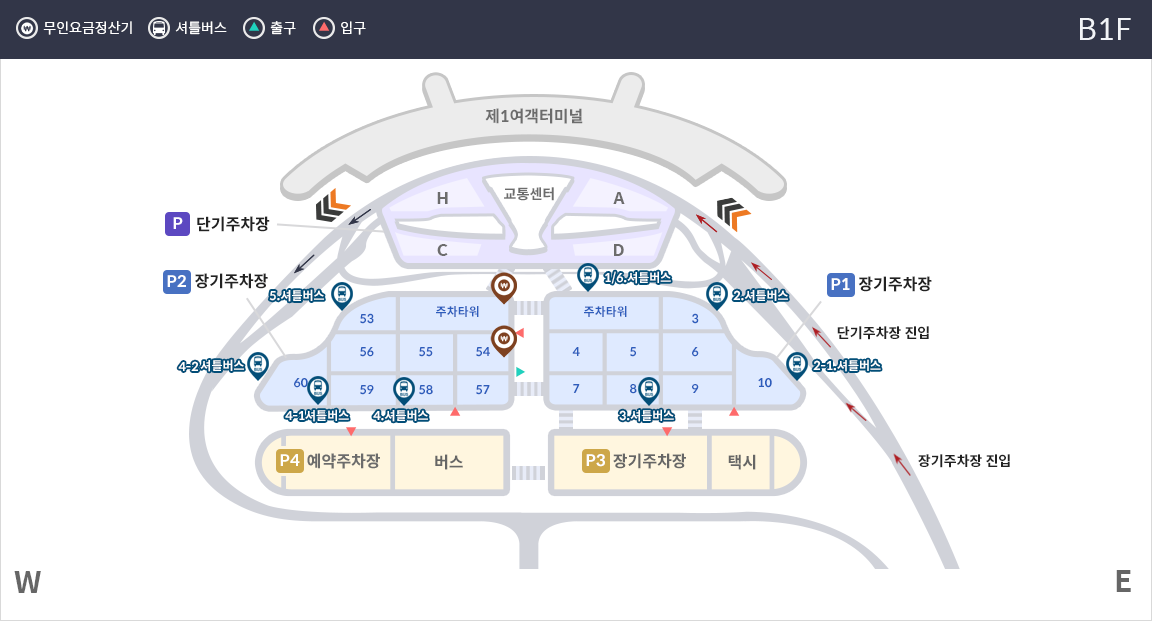 무인요금정산기 셔틀버스 출구 입구
B1F
제1여객터미널
H
교통센터
A
C
D
P 단기주차장
P2 장기주차장
P1 장기주차장
1/6.셔틀버스
5.셔틀버스
2.셔틀버스
53
주차타워
주차타워
3
단기주차장 진입
56
55
54
4
5
6
4-2.셔틀버스
2-1.셔틀버스
60
59
58
57
7
8
9
10
4-1.셔틀버스
4.셔틀버스
3.셔틀버스
P4 예약주차장
버스
P3 장기주차장
택시
장기주차장 진입
W
E